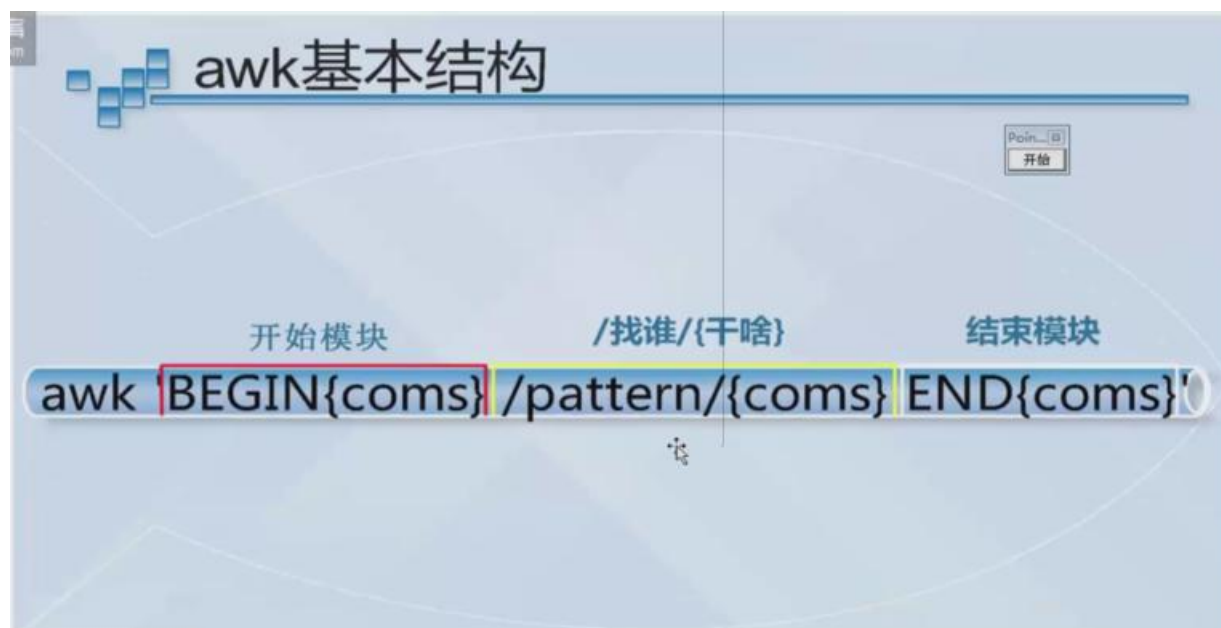 awk基本结构
Poin...
开始
开始模块 /找谁/{干啥} 结束模块
awk 'BEGIN{coms} /pattern/{coms} END{coms}'